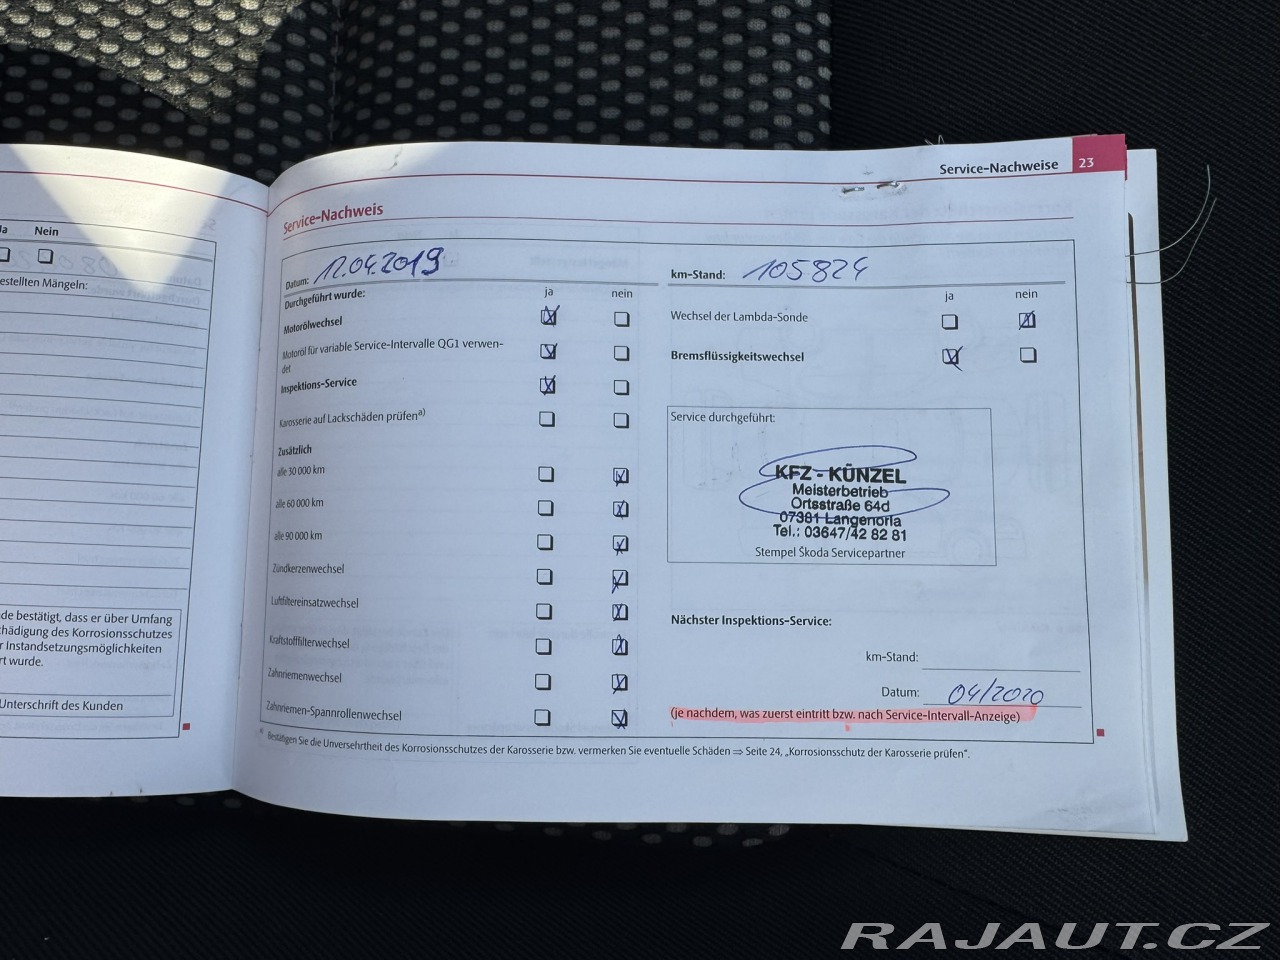 Service-Nachweise 23
Ja Nein
estellten Mängeln:
de bestätigt, dass er über Umfang
chädigung des Korrosionsschutzes
r Instandsetzungsmöglichkeiten
rt wurde.
Unterschrift des Kunden
Service-Nachweis
Datum: 12.04.2019
Durchgeführt wurde: ja nein
Motorölwechsel
Motoröl für variable Service-Intervalle QG1 verwen-
det
Inspektions-Service
Karosserie auf Lackschäden prüfen a)
Zusätzlich
alle 30 000 km
alle 60 000 km
alle 90 000 km
Zündkerzenwechsel
Luftfiltereinsatzwechsel
Kraftstofffilterwechsel
Zahnriemenwechsel
Zahnriemen-Spannrollenwechsel
km-Stand: 105824
ja nein
Wechsel der Lambda-Sonde
Bremsflüssigkeitswechsel
Service durchgeführt:
KFZ - KÜNZEL
Meisterbetrieb
Ortsstraße 64d
07381 Langenorla
Tel.: 03647/42 82 81
Stempel Škoda Servicepartner
Nächster Inspektions-Service:
km-Stand:
Datum: 04/2020
(je nachdem, was zuerst eintritt bzw. nach Service-Intervall-Anzeige)
a) Bestätigen Sie die Unversehrtheit des Korrosionsschutzes der Karosserie bzw. vermerken Sie eventuelle Schäden ⇒ Seite 24, „Korrosionsschutz der Karosserie prüfen“.
RAJAUT.CZ